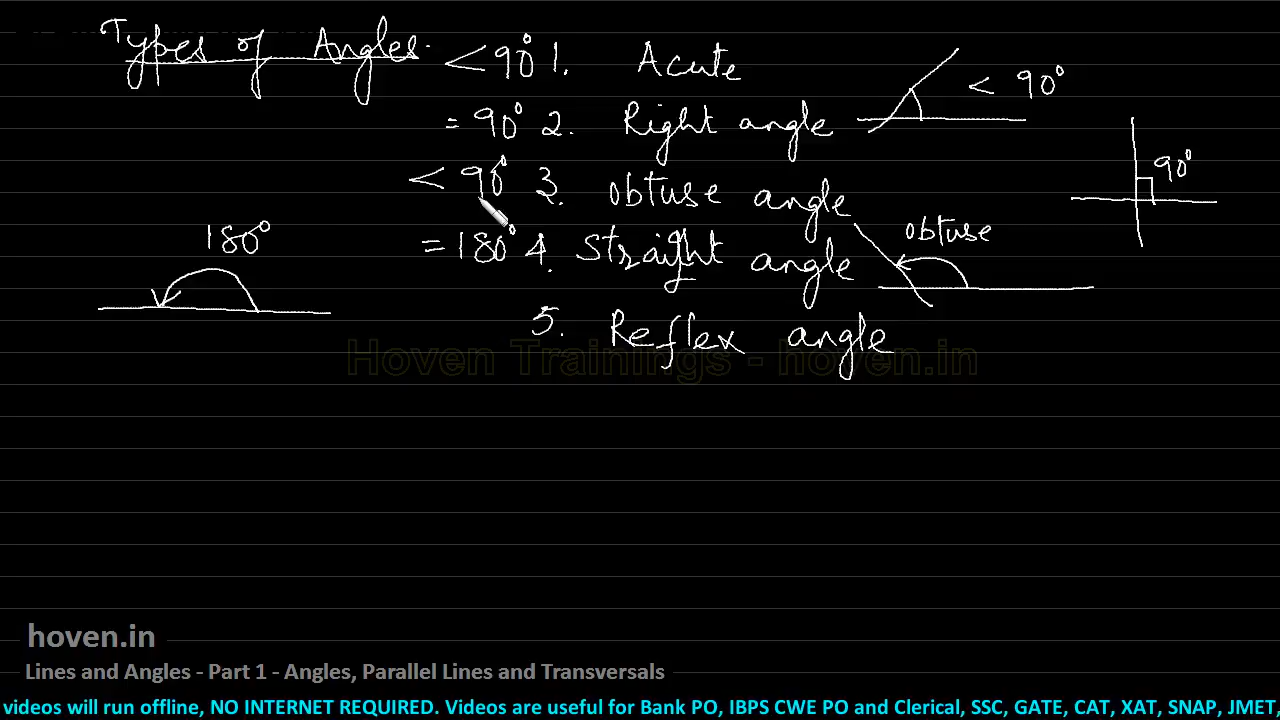 Types of Angles.
<90° 1. Acute
< 90°
= 90° 2. Right angle
90°
< 90° 3. obtuse angle
obtuse
180°
= 180° 4. Straight angle
5. Reflex angle
Hoven Trainings - hoven.in
hoven.in
Lines and Angles - Part 1 - Angles, Parallel Lines and Transversals
videos will run offline, NO INTERNET REQUIRED. Videos are useful for Bank PO, IBPS CWE PO and Clerical, SSC, GATE, CAT, XAT, SNAP, JMET,